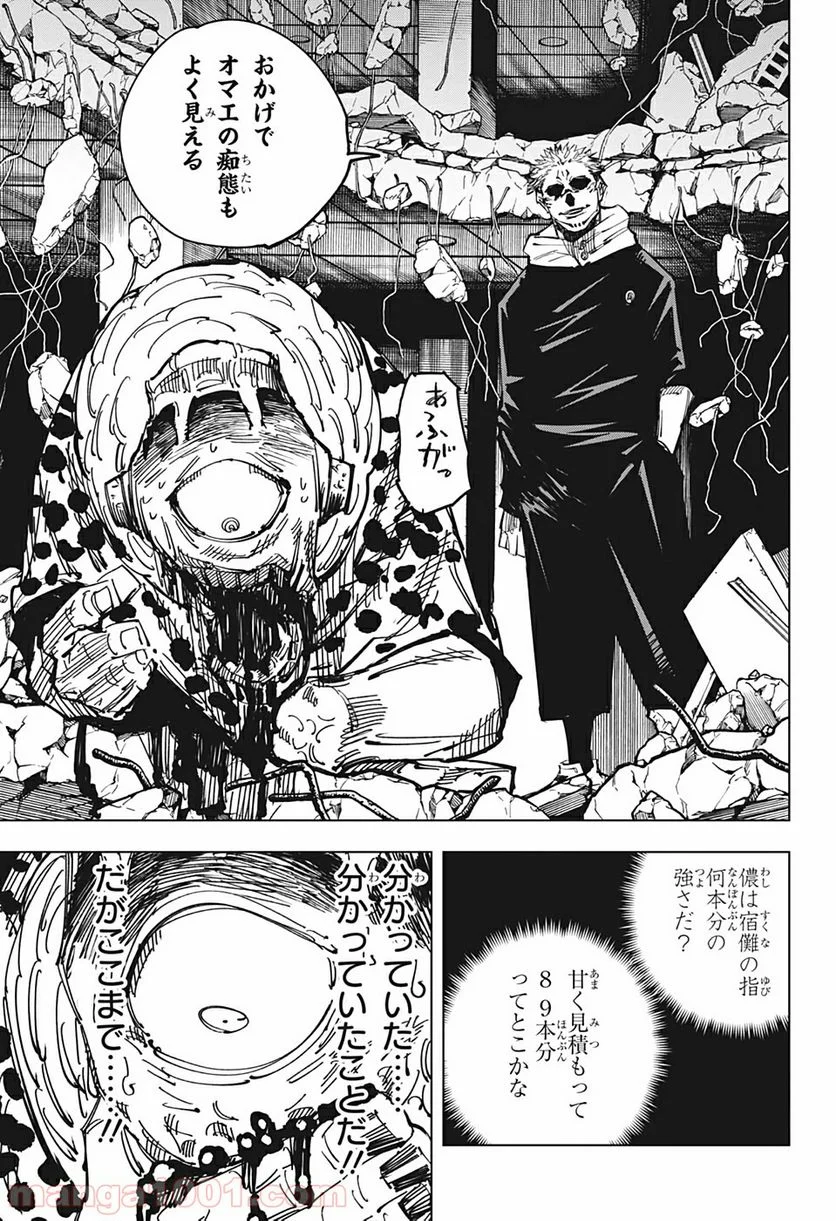 おかげで
オマエの痴態も
よく見える
あふガっ
儂は宿儺の指
何本分の
強さだ？
甘く見積もって
８９本分
ってとこかな
分かっていた……
分かっていたことだ!!
だがここまで……!!
manga1001.com